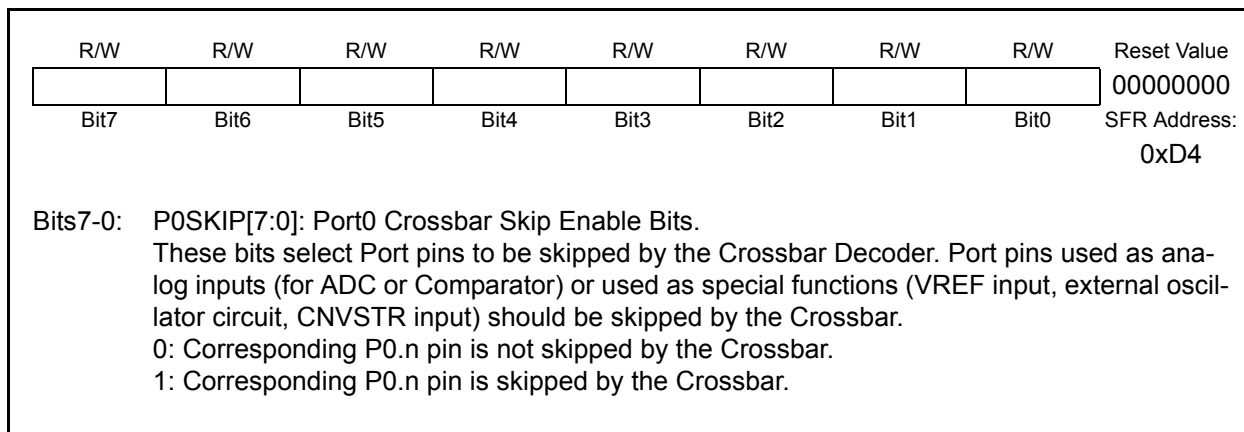 R/W R/W R/W R/W R/W R/W R/W R/W Reset Value
00000000
Bit7 Bit6 Bit5 Bit4 Bit3 Bit2 Bit1 Bit0 SFR Address:
0xD4
Bits7-0: P0SKIP[7:0]: Port0 Crossbar Skip Enable Bits.
These bits select Port pins to be skipped by the Crossbar Decoder. Port pins used as ana-
log inputs (for ADC or Comparator) or used as special functions (VREF input, external oscil-
lator circuit, CNVSTR input) should be skipped by the Crossbar.
0: Corresponding P0.n pin is not skipped by the Crossbar.
1: Corresponding P0.n pin is skipped by the Crossbar.